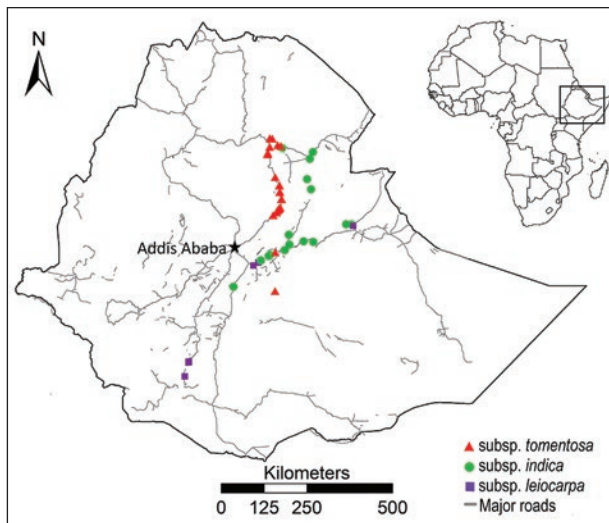 N
Addis Ababa
subsp. tomentosa
subsp. indica
subsp. leiocarpa
Major roads
Kilometers
0 125 250 500